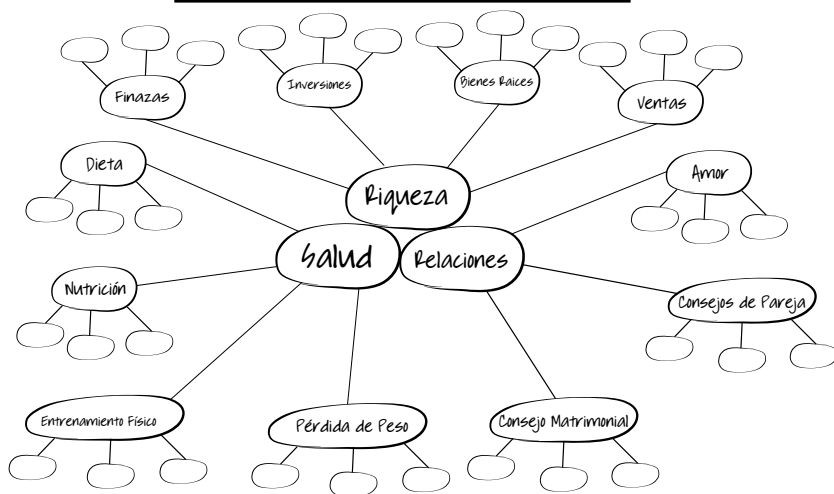 Finazas
Inversiones
Bienes Raices
Ventas
Dieta
Riqueza
Amor
Salud
Relaciones
Nutrición
Consejos de Pareja
Entrenamiento Físico
Pérdida de Peso
Consejo Matrimonial